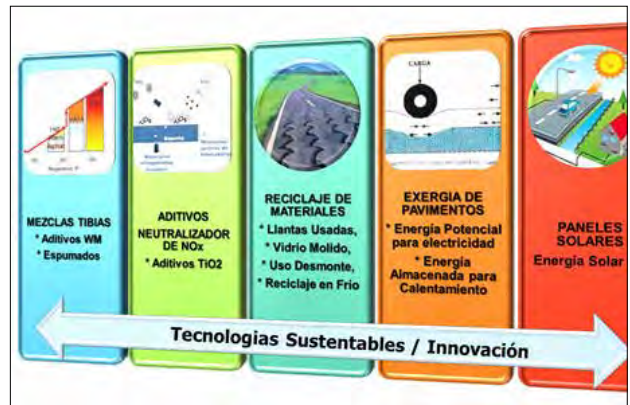 MEZCLAS TIBIAS
* Aditivos WM
* Espumados
ADITIVOS
NEUTRALIZADOR
DE NOx
* Aditivos TiO2
RECICLAJE DE
MATERIALES
* Llantas Usadas,
* Vidrio Molido,
* Uso Desmonte,
* Reciclaje en Frío
CARGA
EXERGIA DE
PAVIMENTOS
* Energía Potencial
para electricidad
* Energía
Almacenada para
Calentamiento
PANELES
SOLARES
Energía Solar
Tecnologias Sustentables / Innovación